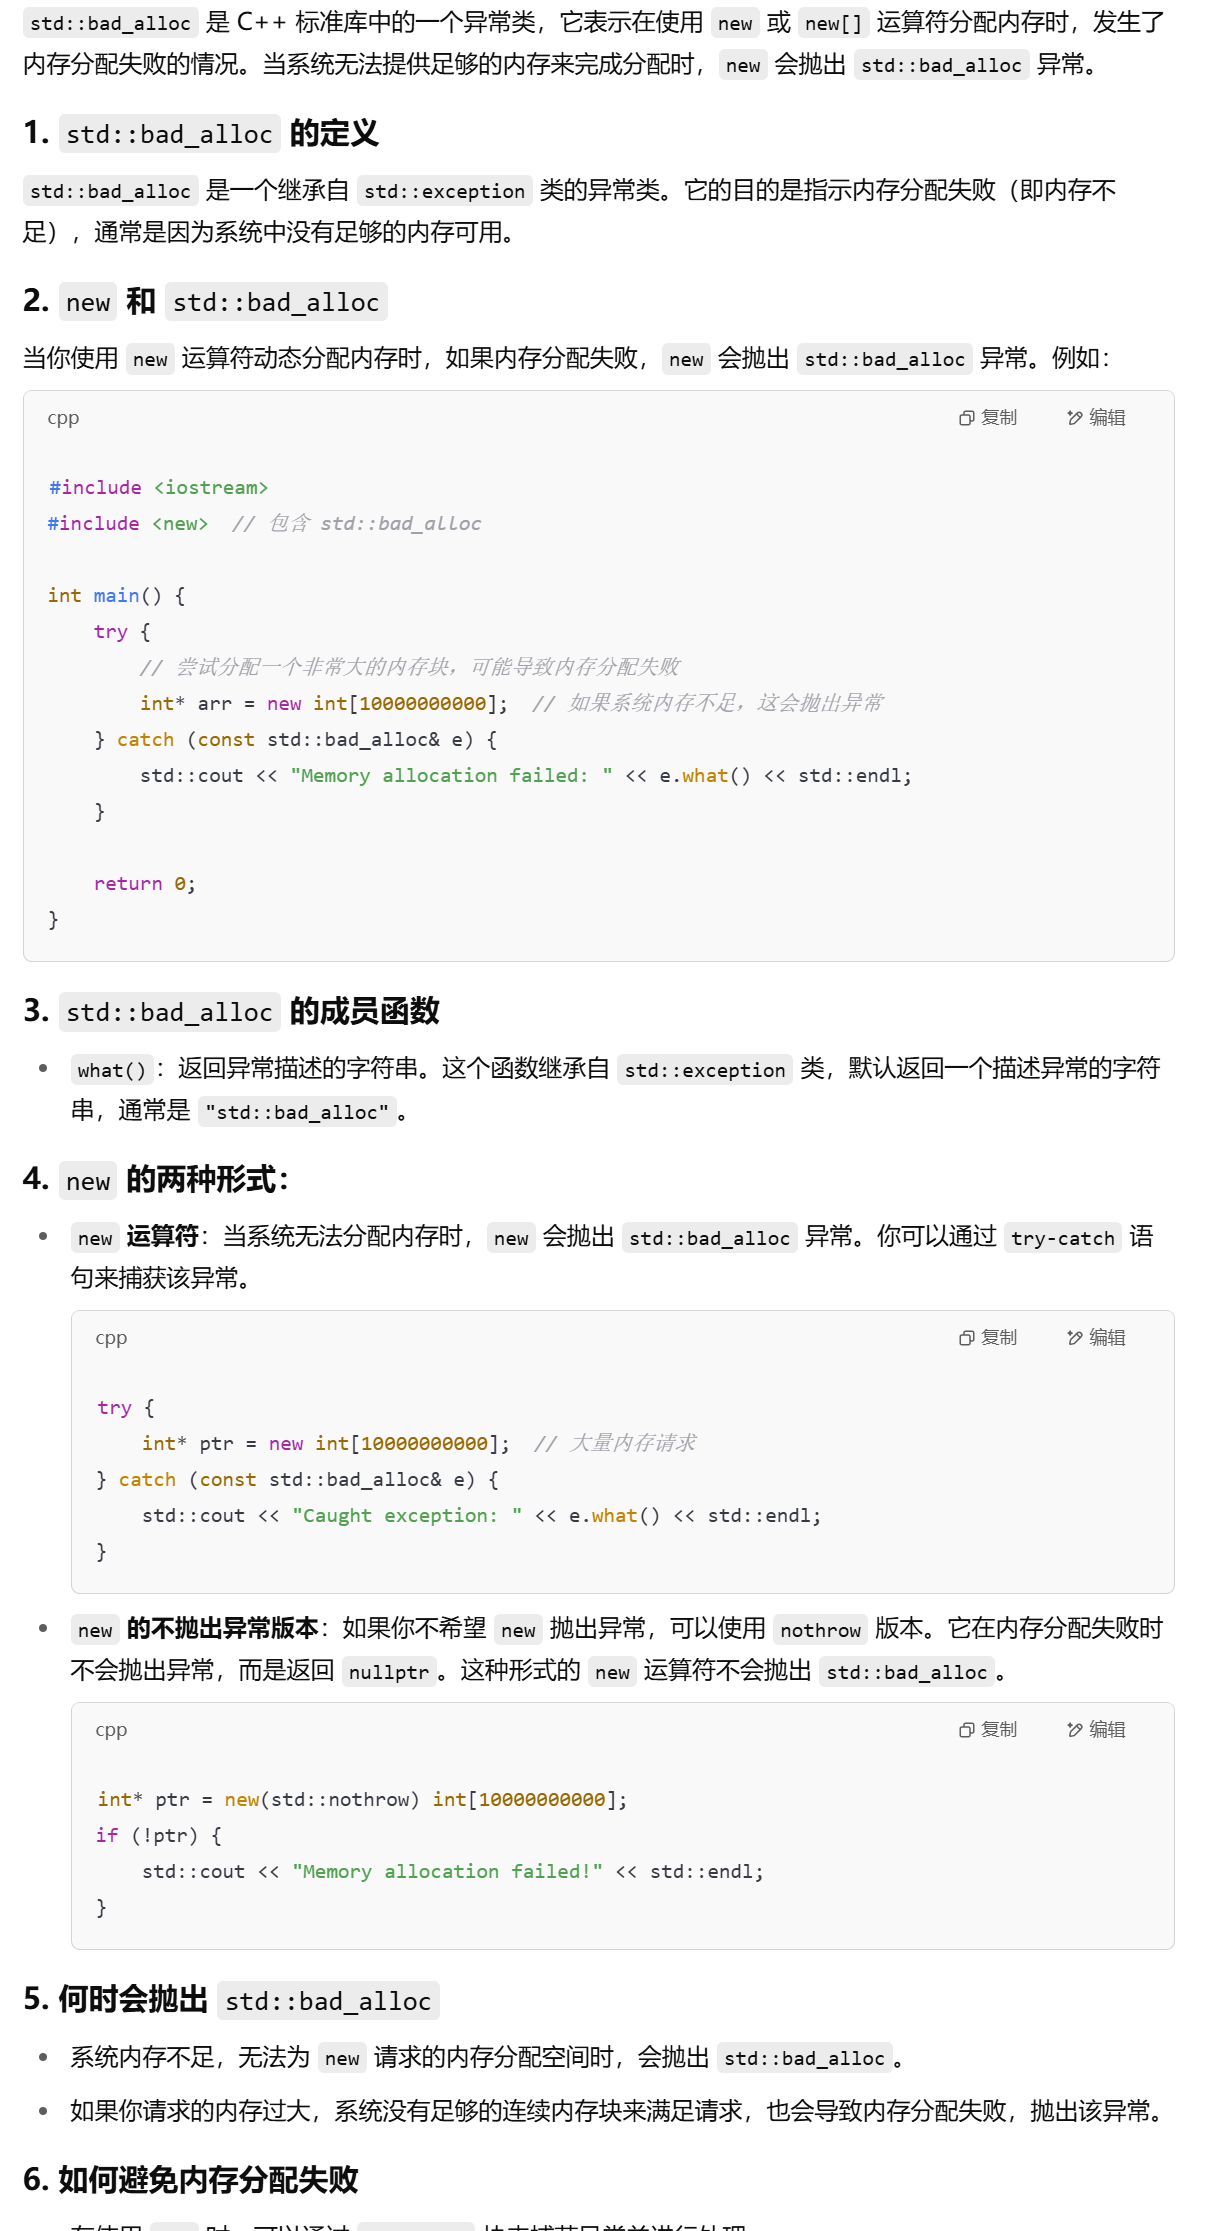 std::bad_alloc 是 C++ 标准库中的一个异常类，它表示在使用 new 或 new[] 运算符分配内存时，发生了
内存分配失败的情况。当系统无法提供足够的内存来完成分配时， new 会抛出 std::bad_alloc 异常。
1. std::bad_alloc 的定义
std::bad_alloc 是一个继承自 std::exception 类的异常类。它的目的是指示内存分配失败（即内存不
足），通常是因为系统中没有足够的内存可用。
2. new 和 std::bad_alloc
当你使用 new 运算符动态分配内存时，如果内存分配失败， new 会抛出 std::bad_alloc 异常。例如：
cpp 复制 编辑
#include <iostream>
#include <new>  // 包含 std::bad_alloc
int main() {
    try {
        // 尝试分配一个非常大的内存块，可能导致内存分配失败
        int* arr = new int[10000000000];  // 如果系统内存不足，这会抛出异常
    } catch (const std::bad_alloc& e) {
        std::cout << "Memory allocation failed: " << e.what() << std::endl;
    }
    return 0;
}
3. std::bad_alloc 的成员函数
• what()：返回异常描述的字符串。这个函数继承自 std::exception 类，默认返回一个描述异常的字符
串，通常是 "std::bad_alloc"。
4. new 的两种形式：
• new 运算符：当系统无法分配内存时， new 会抛出 std::bad_alloc 异常。你可以通过 try-catch 语
句来捕获该异常。
cpp 复制 编辑
try {
    int* ptr = new int[10000000000];  // 大量内存请求
} catch (const std::bad_alloc& e) {
    std::cout << "Caught exception: " << e.what() << std::endl;
}
• new 的不抛出异常版本：如果你不希望 new 抛出异常，可以使用 nothrow 版本。它在内存分配失败时
不会抛出异常，而是返回 nullptr。这种形式的 new 运算符不会抛出 std::bad_alloc。
cpp 复制 编辑
int* ptr = new(std::nothrow) int[10000000000];
if (!ptr) {
    std::cout << "Memory allocation failed!" << std::endl;
}
5. 何时会抛出 std::bad_alloc
• 系统内存不足，无法为 new 请求的内存分配空间时，会抛出 std::bad_alloc。
• 如果你请求的内存过大，系统没有足够的连续内存块来满足请求，也会导致内存分配失败，抛出该异常。
6. 如何避免内存分配失败